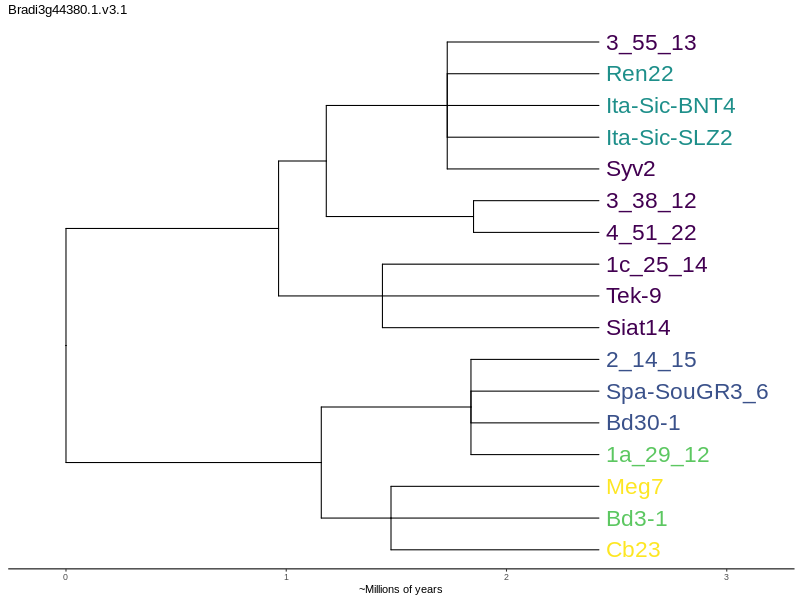 Bradi3g44380.1.v3.1
3_55_13
Ren22
Ita-Sic-BNT4
Ita-Sic-SLZ2
Syv2
3_38_12
4_51_22
1c_25_14
Tek-9
Siat14
2_14_15
Spa-SouGR3_6
Bd30-1
1a_29_12
Meg7
Bd3-1
Cb23
0 1 2 3
~Millions of years